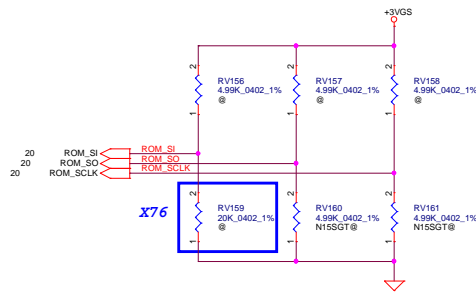 +3VGS
2
2
2
RV156
4.99K_0402_1%
@
RV157
4.99K_0402_1%
@
RV158
4.99K_0402_1%
@
1
1
1
20 ROM_SI ROM_SI
20 ROM_SO ROM_SO
20 ROM_SCLK ROM_SCLK
X76
2
2
2
RV159
20K_0402_1%
@
RV160
4.99K_0402_1%
N15SGT@
RV161
4.99K_0402_1%
N15SGT@
1
1
1